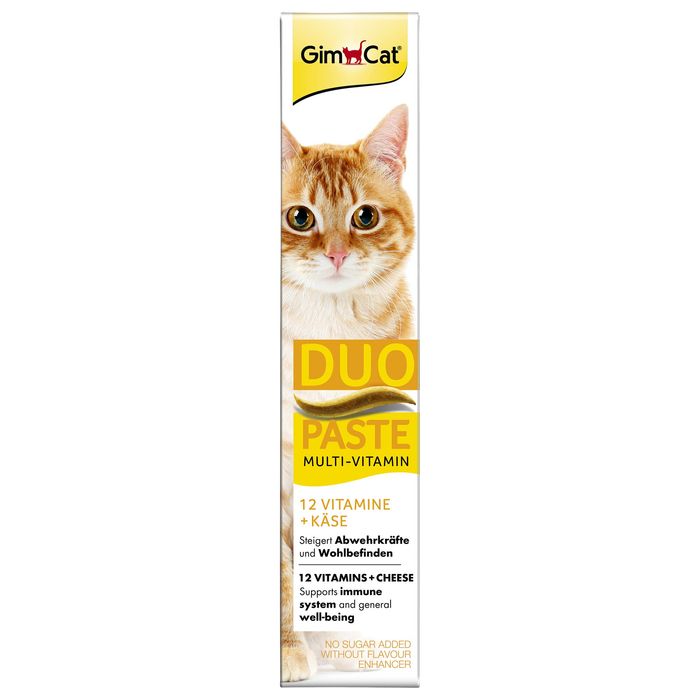 GimCat®
DUO
PASTE
MULTI-VITAMIN
12 VITAMINE
+ KÄSE
Steigert Abwehrkräfte
und Wohlbefinden
12 VITAMINS + CHEESE
Supports immune
system and general
well-being
NO SUGAR ADDED
WITHOUT FLAVOUR
ENHANCER